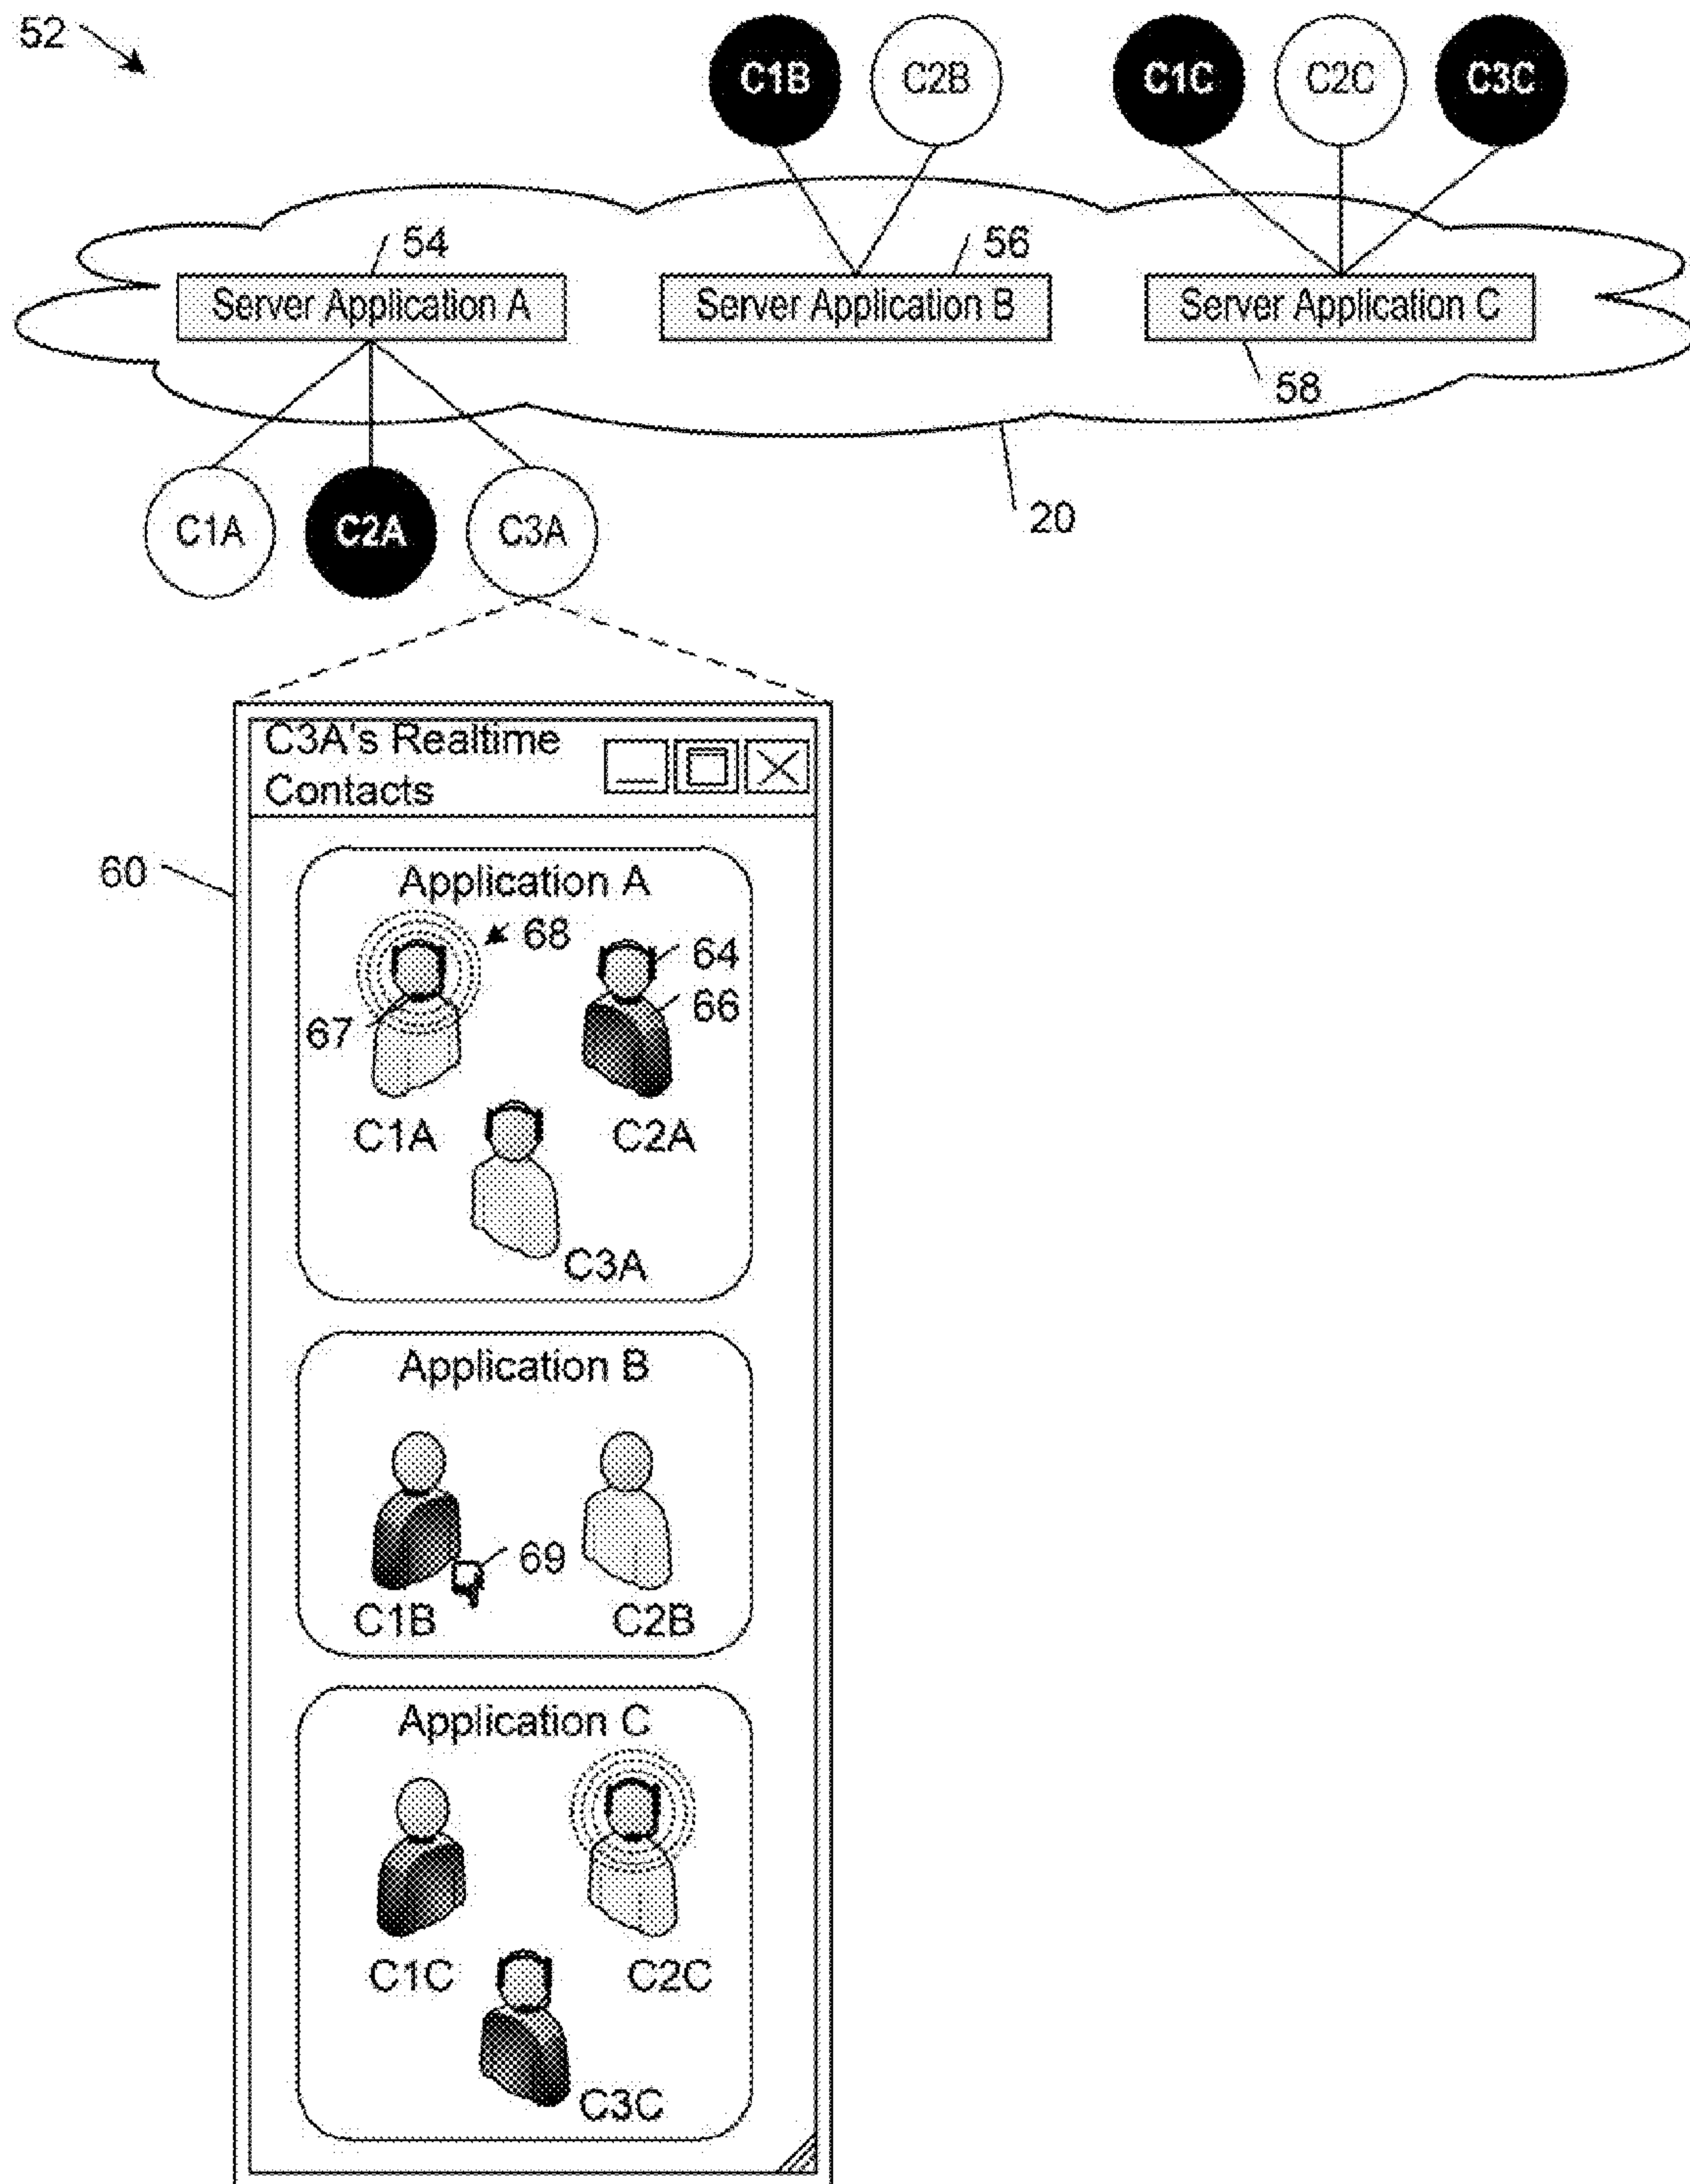 52
C1B
C2B
C1C
C2C
C3C
54
56
Server Application A
Server Application B
Server Application C
58
20
C1A
C2A
C3A
C3A's Realtime
Contacts
60
Application A
68
64
66
67
C1A
C2A
C3A
Application B
69
C1B
C2B
Application C
C1C
C2C
C3C